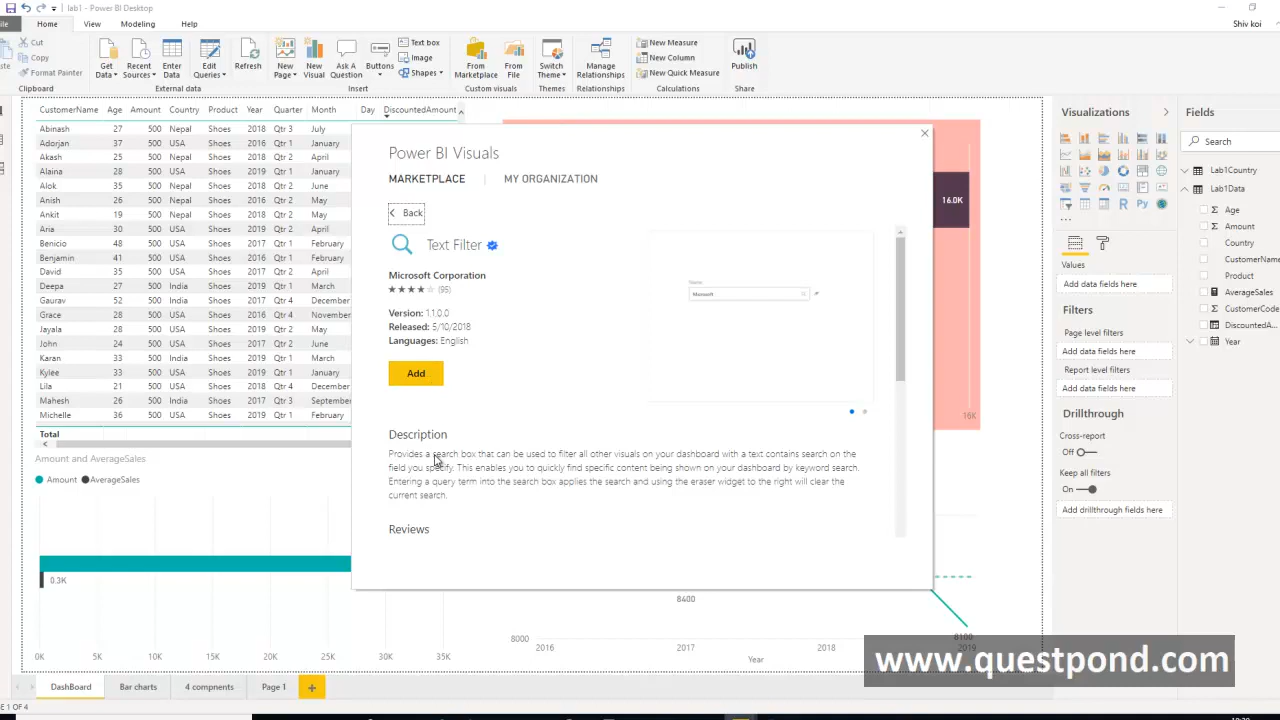 lab1 - Power BI Desktop
File Home View Modeling Help Shiv koi
Cut
Copy
Format Painter
Clipboard
Get Data
Recent Sources
Enter Data
Edit Queries
Refresh
External data
New Page
New Visual
Ask A Question
Buttons
Text box
Image
Shapes
Insert
From Marketplace
From File
Custom visuals
Switch Theme
Themes
Manage Relationships
Relationships
New Measure
New Column
New Quick Measure
Calculations
Publish
Share
CustomerName Age Amount Country Product Year Quarter Month Day DiscountedAmount
Abinash 27 500 Nepal Shoes 2018 Qtr 3 July
Adorjan 37 500 USA Shoes 2016 Qtr 1 January
Akash 25 500 Nepal Shoes 2018 Qtr 2 April
Alaina 28 500 USA Shoes 2017 Qtr 1 January
Alok 35 500 Nepal Shoes 2018 Qtr 2 June
Anish 26 500 Nepal Shoes 2016 Qtr 1 January
Ankit 19 500 Nepal Shoes 2018 Qtr 2 May
Aria 30 500 USA Shoes 2017 Qtr 2 April
Benicio 48 500 USA Shoes 2017 Qtr 1 February
Benjamin 41 500 USA Shoes 2016 Qtr 1 February
David 35 500 USA Shoes 2017 Qtr 2 April
Deepa 27 500 India Shoes 2017 Qtr 1 January
Gaurav 52 500 India Shoes 2017 Qtr 4 December
Grace 28 500 USA Shoes 2016 Qtr 4 November
Jayala 28 500 USA Shoes 2019 Qtr 2 May
John 24 500 USA Shoes 2017 Qtr 2 June
Karan 33 500 India Shoes 2019 Qtr 1 March
Kylee 33 500 USA Shoes 2019 Qtr 1 January
Lila 21 500 USA Shoes 2018 Qtr 4 December
Mahesh 26 500 India Shoes 2017 Qtr 3 September
Michelle 36 500 USA Shoes 2019 Qtr 1 February
Total
Amount and AverageSales
Amount AverageSales
0.3K
0K 5K 10K 15K 20K 25K 30K 35K
Power BI Visuals
MARKETPLACE | MY ORGANIZATION
Back
Text Filter
Microsoft Corporation
(95)
Version: 1.1.0.0
Released: 5/10/2018
Languages: English
Add
Name
Microsoft
Description
Provides a search box that can be used to filter all other visuals on your dashboard with a text contains search on the
field you specify. This enables you to quickly find specific content being shown on your dashboard by keyword search.
Entering a query term into the search box applies the search and using the eraser widget to the right will clear the
current search.
Reviews
16.0K
16K
8400
8100
8000
2016 2017 2018 2019
Year
Visualizations
Values
Add data fields here
Filters
Page level filters
Add data fields here
Report level filters
Add data fields here
Drillthrough
Cross-report
Off
Keep all filters
On
Add drillthrough fields here
Fields
Search
Lab1Country
Lab1Data
Age
Amount
Country
CustomerName
Product
AverageSales
CustomerCode
DiscountedA...
Year
www.questpond.com
DashBoard Bar charts 4 compnents Page 1
E 1 OF 4